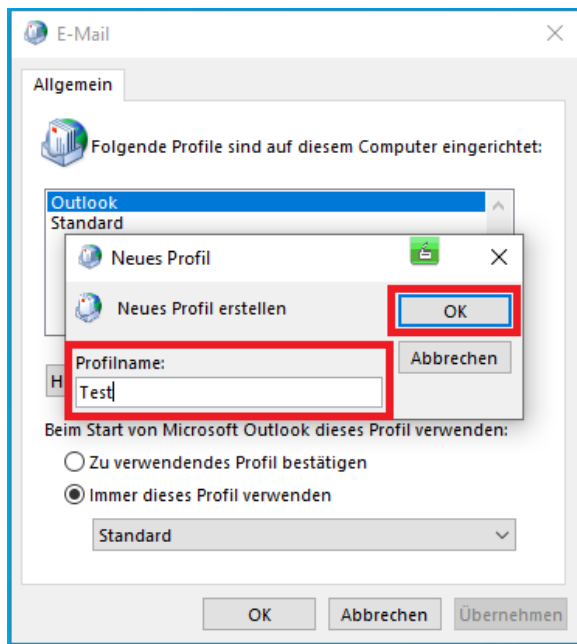 E-Mail
Allgemein
Folgende Profile sind auf diesem Computer eingerichtet:
Outlook
Standard
Neues Profil
Neues Profil erstellen
OK
Profilname:
Abbrechen
H
Test
Beim Start von Microsoft Outlook dieses Profil verwenden:
Zu verwendendes Profil bestätigen
Immer dieses Profil verwenden
Standard
OK Abbrechen Übernehmen